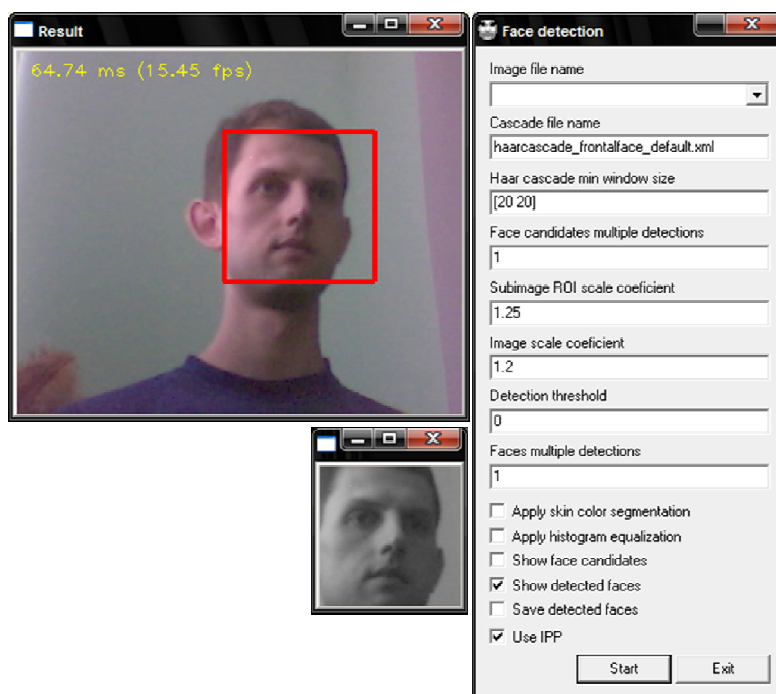 Result
64.74 ms (15.45 fps)
Face detection
Image file name
Cascade file name
haarcascade_frontalface_default.xml
Haar cascade min window size
[20 20]
Face candidates multiple detections
1
Subimage ROI scale coeficient
1.25
Image scale coeficient
1.2
Detection threshold
0
Faces multiple detections
1
Apply skin color segmentation
Apply histogram equalization
Show face candidates
Show detected faces
Save detected faces
Use IPP
Start
Exit